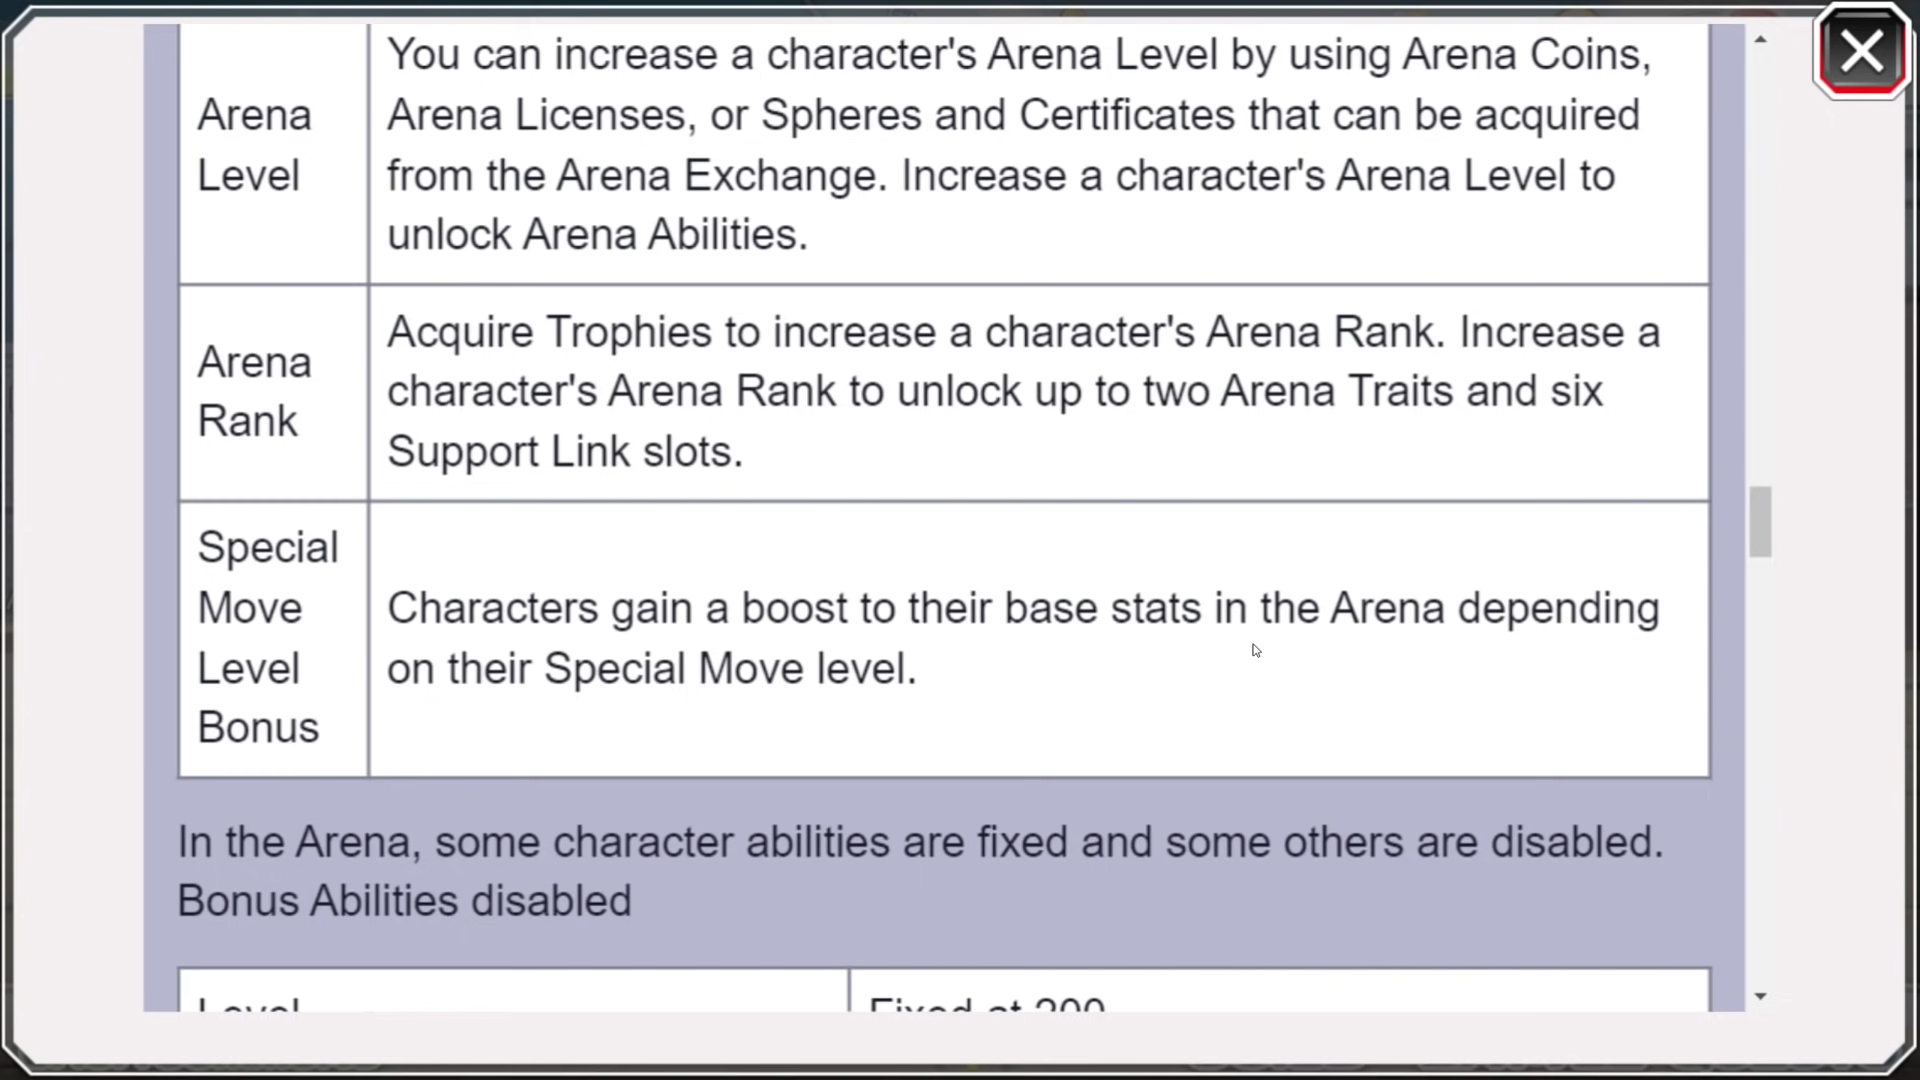 You can increase a character's Arena Level by using Arena Coins,
Arena Licenses, or Spheres and Certificates that can be acquired
from the Arena Exchange. Increase a character's Arena Level to
unlock Arena Abilities.
Arena
Level
Acquire Trophies to increase a character's Arena Rank. Increase a
character's Arena Rank to unlock up to two Arena Traits and six
Support Link slots.
Arena
Rank
Special
Move
Level
Bonus
Characters gain a boost to their base stats in the Arena depending
on their Special Move level.
In the Arena, some character abilities are fixed and some others are disabled.
Bonus Abilities disabled
Level
Fixed at 200